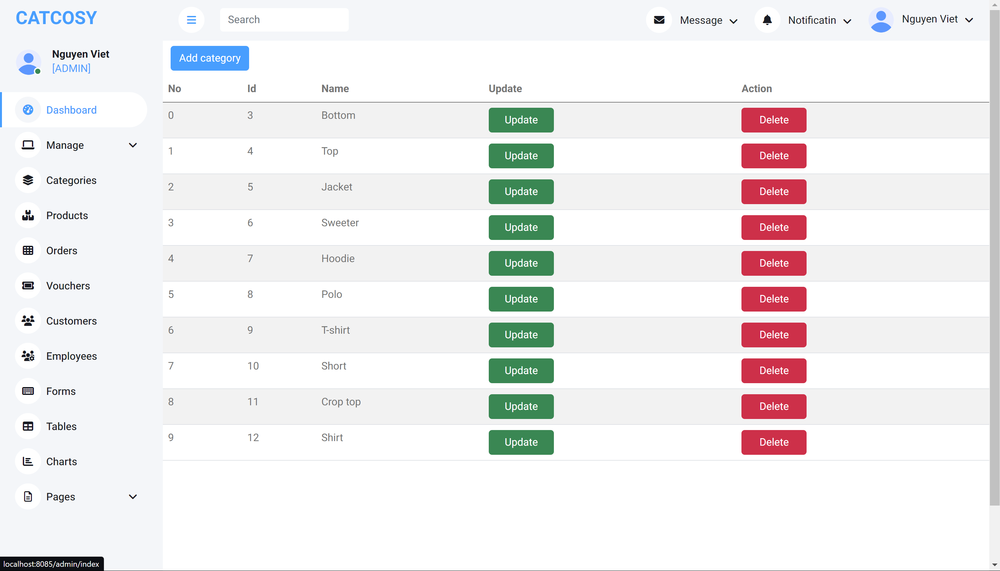 CATCOSY
Search
Message
Notificatin
Nguyen Viet
Nguyen Viet
[ADMIN]
Dashboard
Manage
Categories
Products
Orders
Vouchers
Customers
Employees
Forms
Tables
Charts
Pages
Add category
No Id Name Update Action
0 3 Bottom Update Delete
1 4 Top Update Delete
2 5 Jacket Update Delete
3 6 Sweeter Update Delete
4 7 Hoodie Update Delete
5 8 Polo Update Delete
6 9 T-shirt Update Delete
7 10 Short Update Delete
8 11 Crop top Update Delete
9 12 Shirt Update Delete
localhost:8085/admin/index